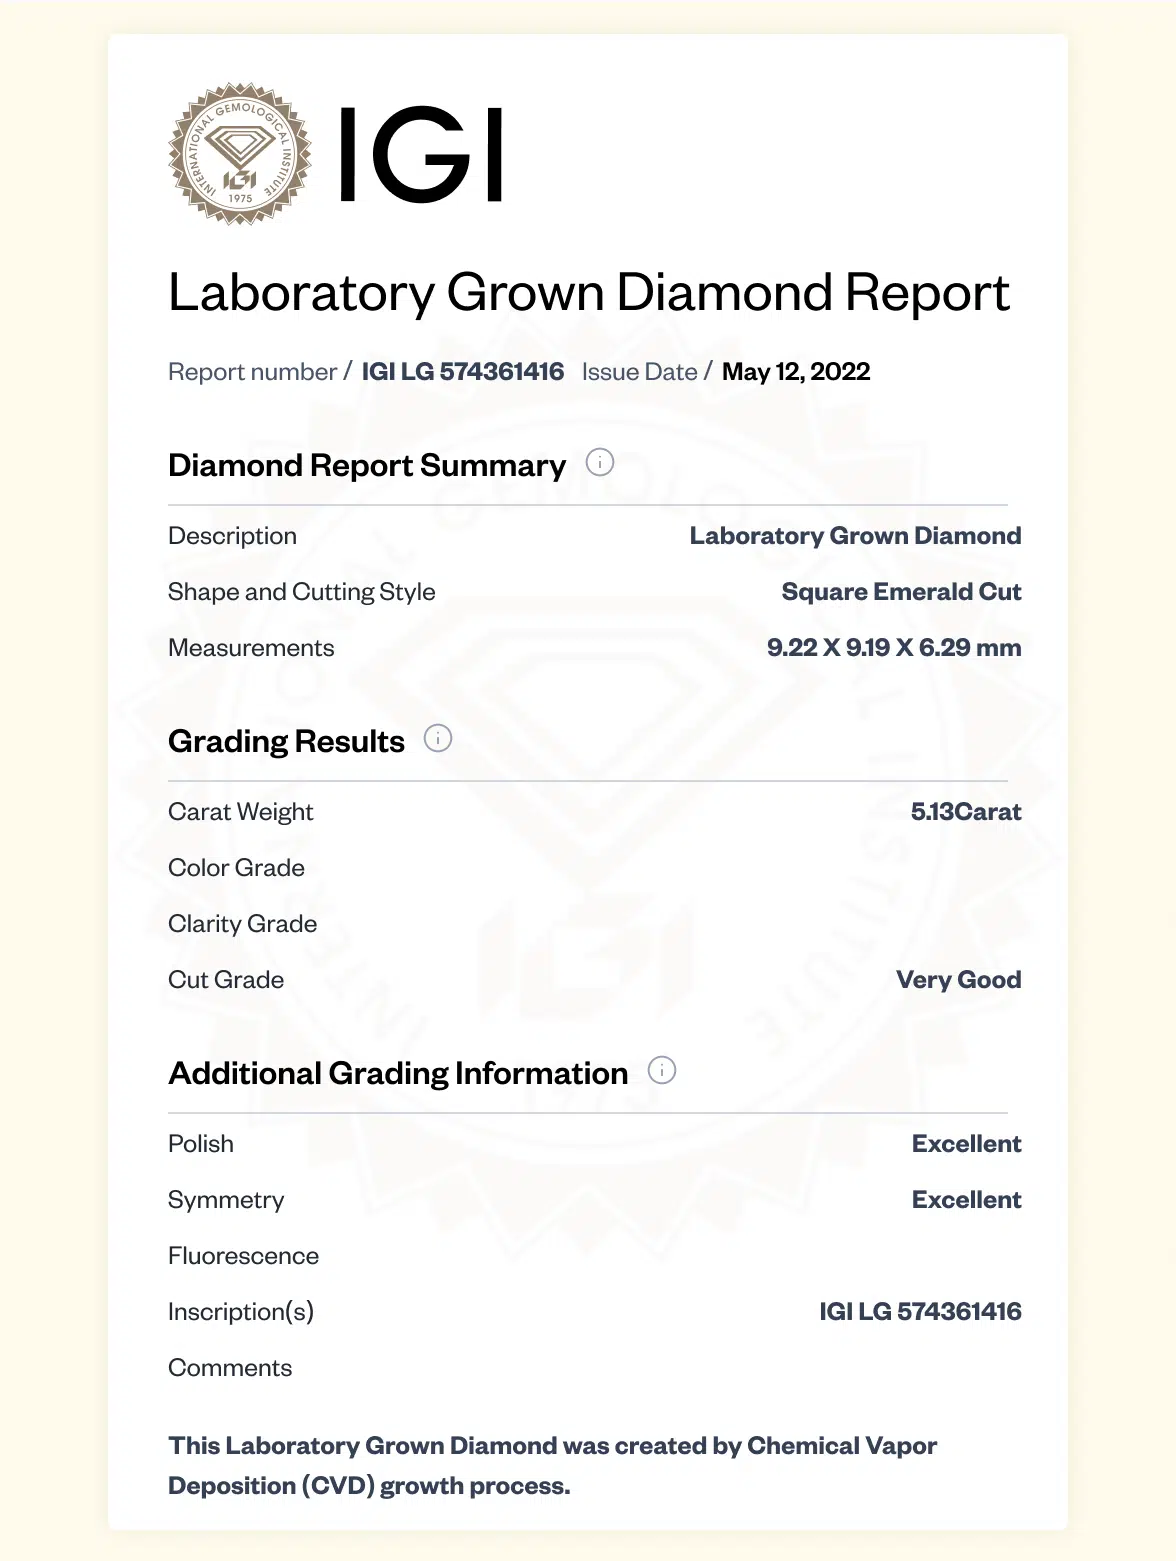 INTERNATIONAL GEMOLOGICAL INSTITUTE
IGI
1975
IGI
Laboratory Grown Diamond Report
Report number / IGI LG 574361416 Issue Date / May 12, 2022
Diamond Report Summary
Description Laboratory Grown Diamond
Shape and Cutting Style Square Emerald Cut
Measurements 9.22 X 9.19 X 6.29 mm
Grading Results
Carat Weight 5.13Carat
Color Grade
Clarity Grade
Cut Grade Very Good
Additional Grading Information
Polish Excellent
Symmetry Excellent
Fluorescence
Inscription(s) IGI LG 574361416
Comments
This Laboratory Grown Diamond was created by Chemical Vapor
Deposition (CVD) growth process.